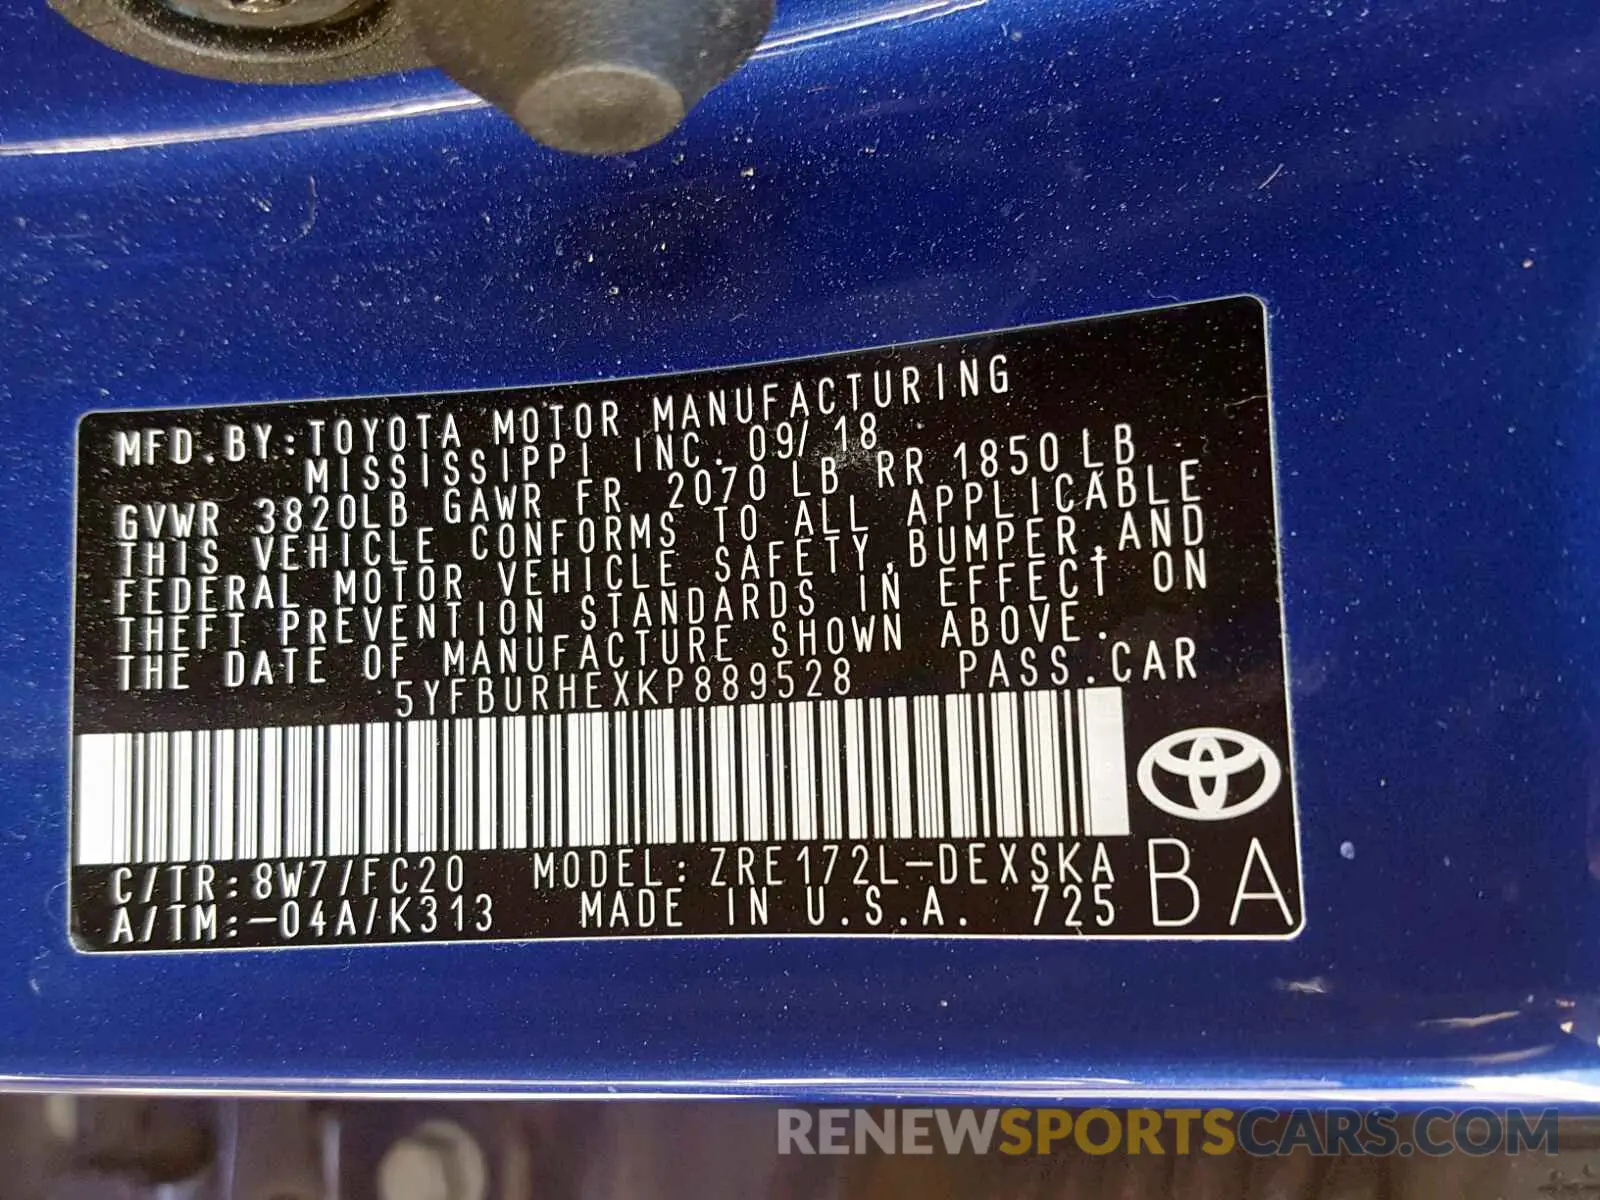 MFD.BY:TOYOTA MOTOR MANUFACTURING
MISSISSIPPI INC. 09/18
GVWR 3820LB GAWR FR 2070 LB RR 1850LB
THIS VEHICLE CONFORMS TO ALL APPLICABLE
FEDERAL MOTOR VEHICLE SAFETY,BUMPER,AND
THEFT PREVENTION STANDARDS IN EFFECT ON
THE DATE OF MANUFACTURE SHOWN ABOVE.
5YFBURHEXKP889528 PASS.CAR
C/TR:8W7/FC20 MODEL:ZRE172L-DEXSKA
A/TM:-04A/K313 MADE IN U.S.A. 725
BA
RENEWSPORTSCARS.COM